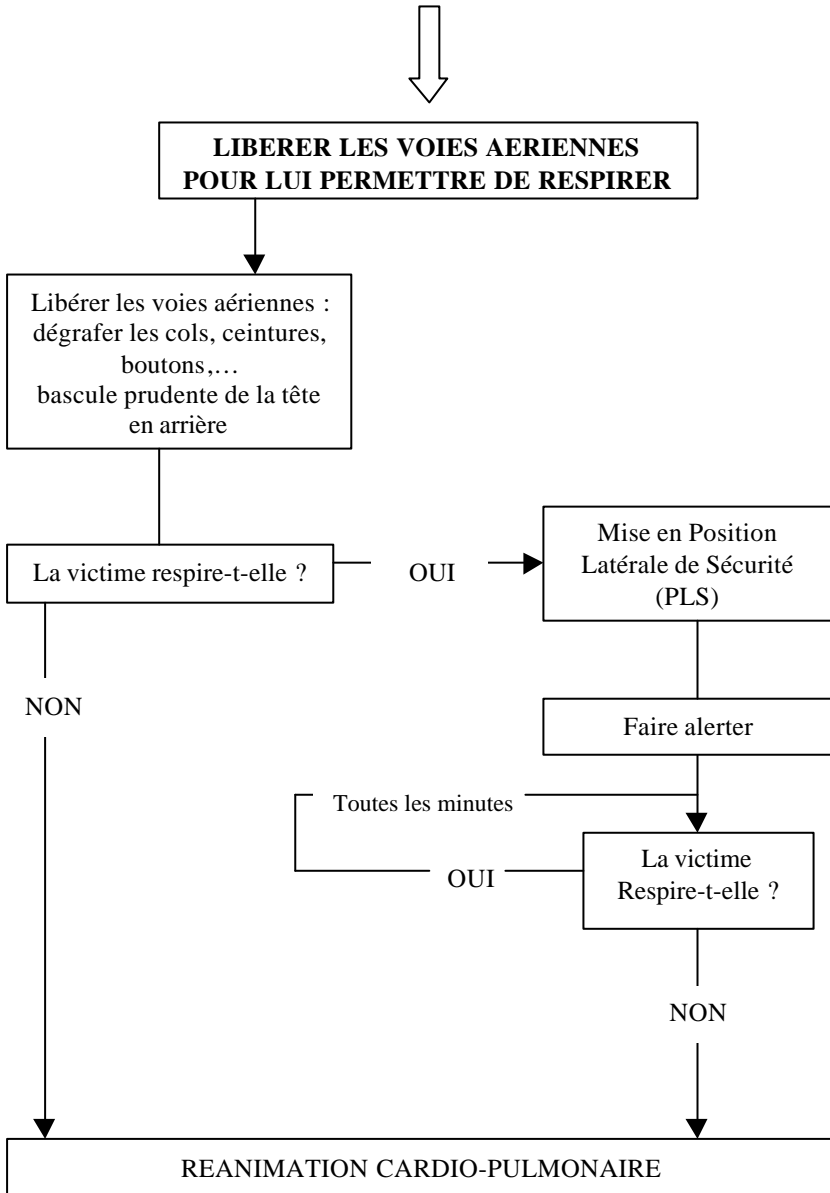 LIBERER LES VOIES AERIENNES
POUR LUI PERMETTRE DE RESPIRER
Libérer les voies aériennes :
dégrafer les cols, ceintures,
boutons,…
bascule prudente de la tête
en arrière
La victime respire-t-elle ?
OUI
Mise en Position
Latérale de Sécurité
(PLS)
NON
Faire alerter
Toutes les minutes
OUI
La victime
Respire-t-elle ?
NON
REANIMATION CARDIO-PULMONAIRE